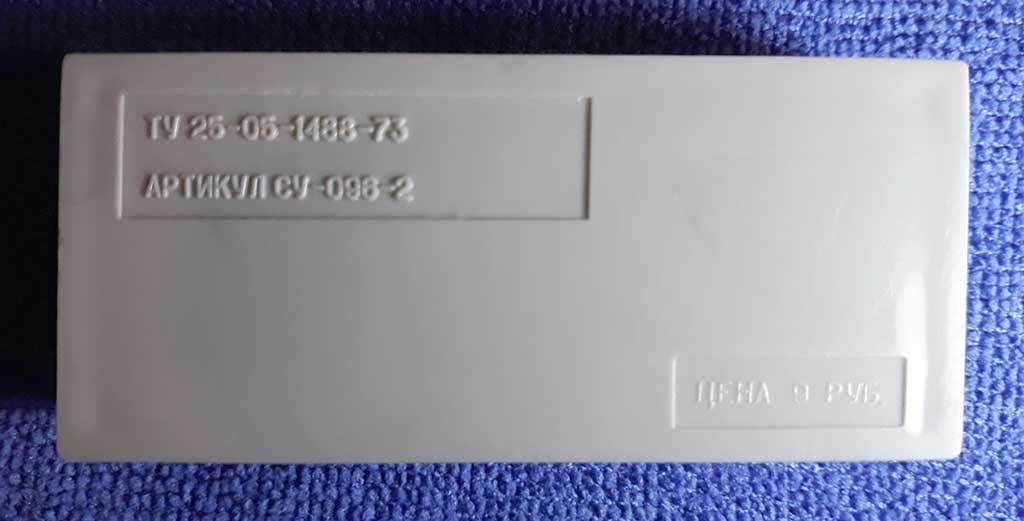 ТУ 25-05-1488-73
АРТИКУЛ СУ-098-2
ЦЕНА 9 РУБ.